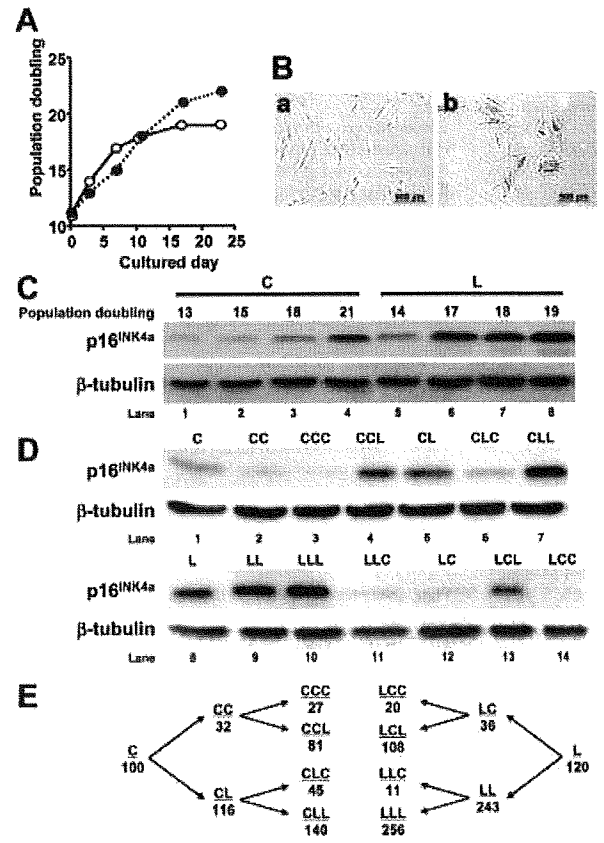 A
Population doubling
25
20
15
10
0 5 10 15 20 25
Cultured day
B
a
b
C
C L
Population doubling 13 15 18 21 14 17 18 19
p16INK4a
β-tubulin
Lane 1 2 3 4 5 6 7 8
D
C CC CCC CCL CL CLC CLL
p16INK4a
β-tubulin
Lane 1 2 3 4 5 6 7
L LL LLL LLC LC LCL LCC
p16INK4a
β-tubulin
Lane 8 9 10 11 12 13 14
E
CCC LCC
CC 27 20 LC
32 CCL LCL 36
C 81 108 L
100 CLC LLC 120
CL 45 11 LL
116 CLL LLL 243
140 256